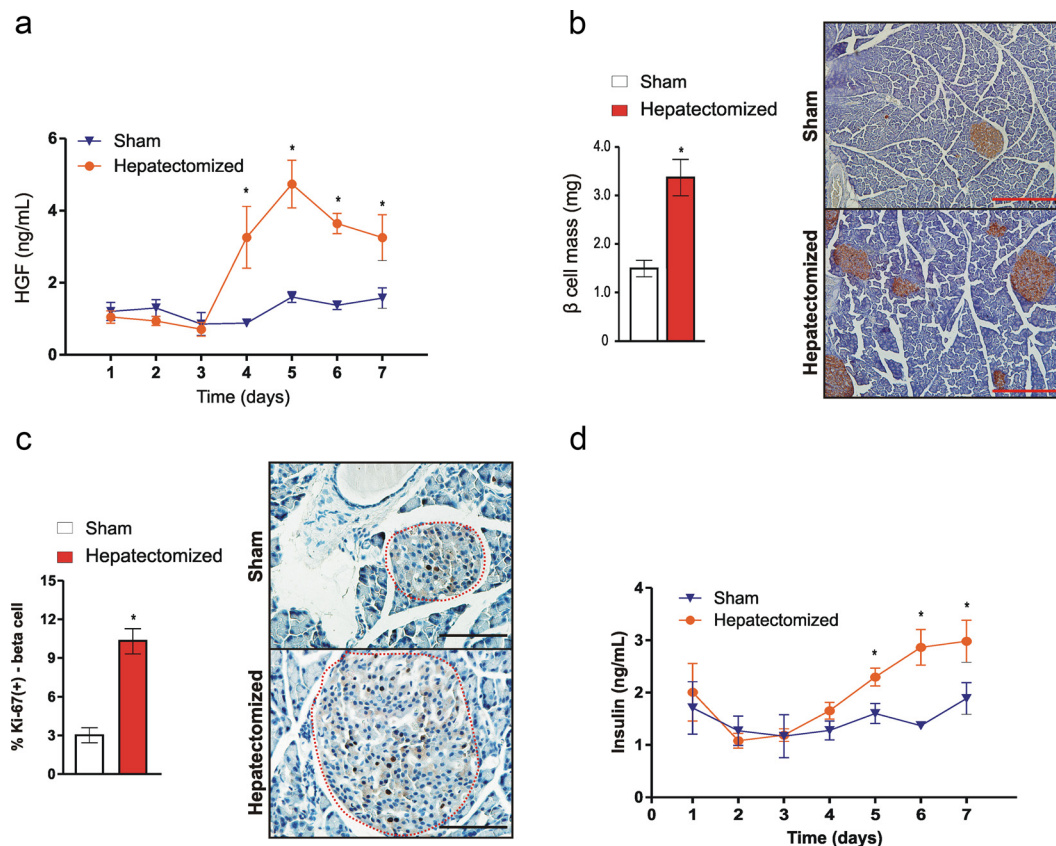 a
Sham
Hepatectomized
HGF (ng/mL)
6
4
2
0
* * * *
1 2 3 4 5 6 7
Time (days)
b
Sham
Hepatectomized
β cell mass (mg)
4.0
3.0
2.0
1.0
0
*
Sham
Hepatectomized
c
Sham
Hepatectomized
% Ki-67(+) - beta cell
15
12
9
6
3
0
*
Sham
Hepatectomized
d
Sham
Hepatectomized
Insulin (ng/mL)
4
3
2
1
0
* * *
0 1 2 3 4 5 6 7
Time (days)